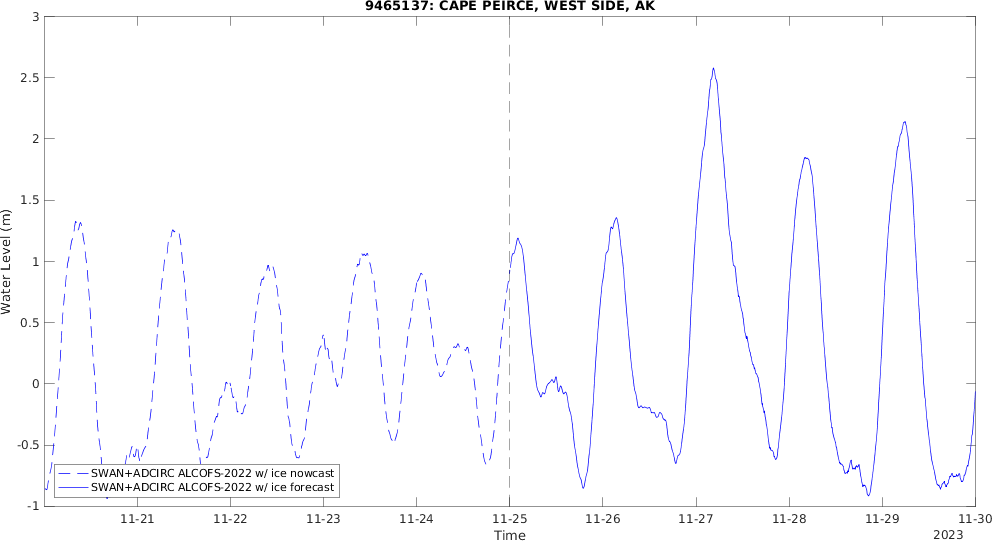 9465137: CAPE PEIRCE, WEST SIDE, AK
3
2.5
2
1.5
1
0.5
0
-0.5
-1
Water Level (m)
SWAN+ADCIRC ALCOFS-2022 w/ ice nowcast
SWAN+ADCIRC ALCOFS-2022 w/ ice forecast
11-21 11-22 11-23 11-24 11-25 11-26 11-27 11-28 11-29 11-30
Time
2023